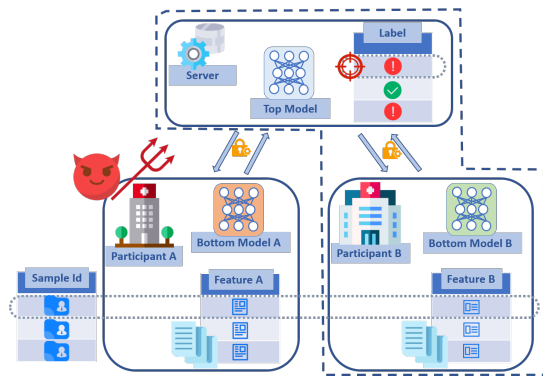 Label
Server
Top Model
Participant A
Bottom Model A
Participant B
Bottom Model B
Sample Id
Feature A
Feature B